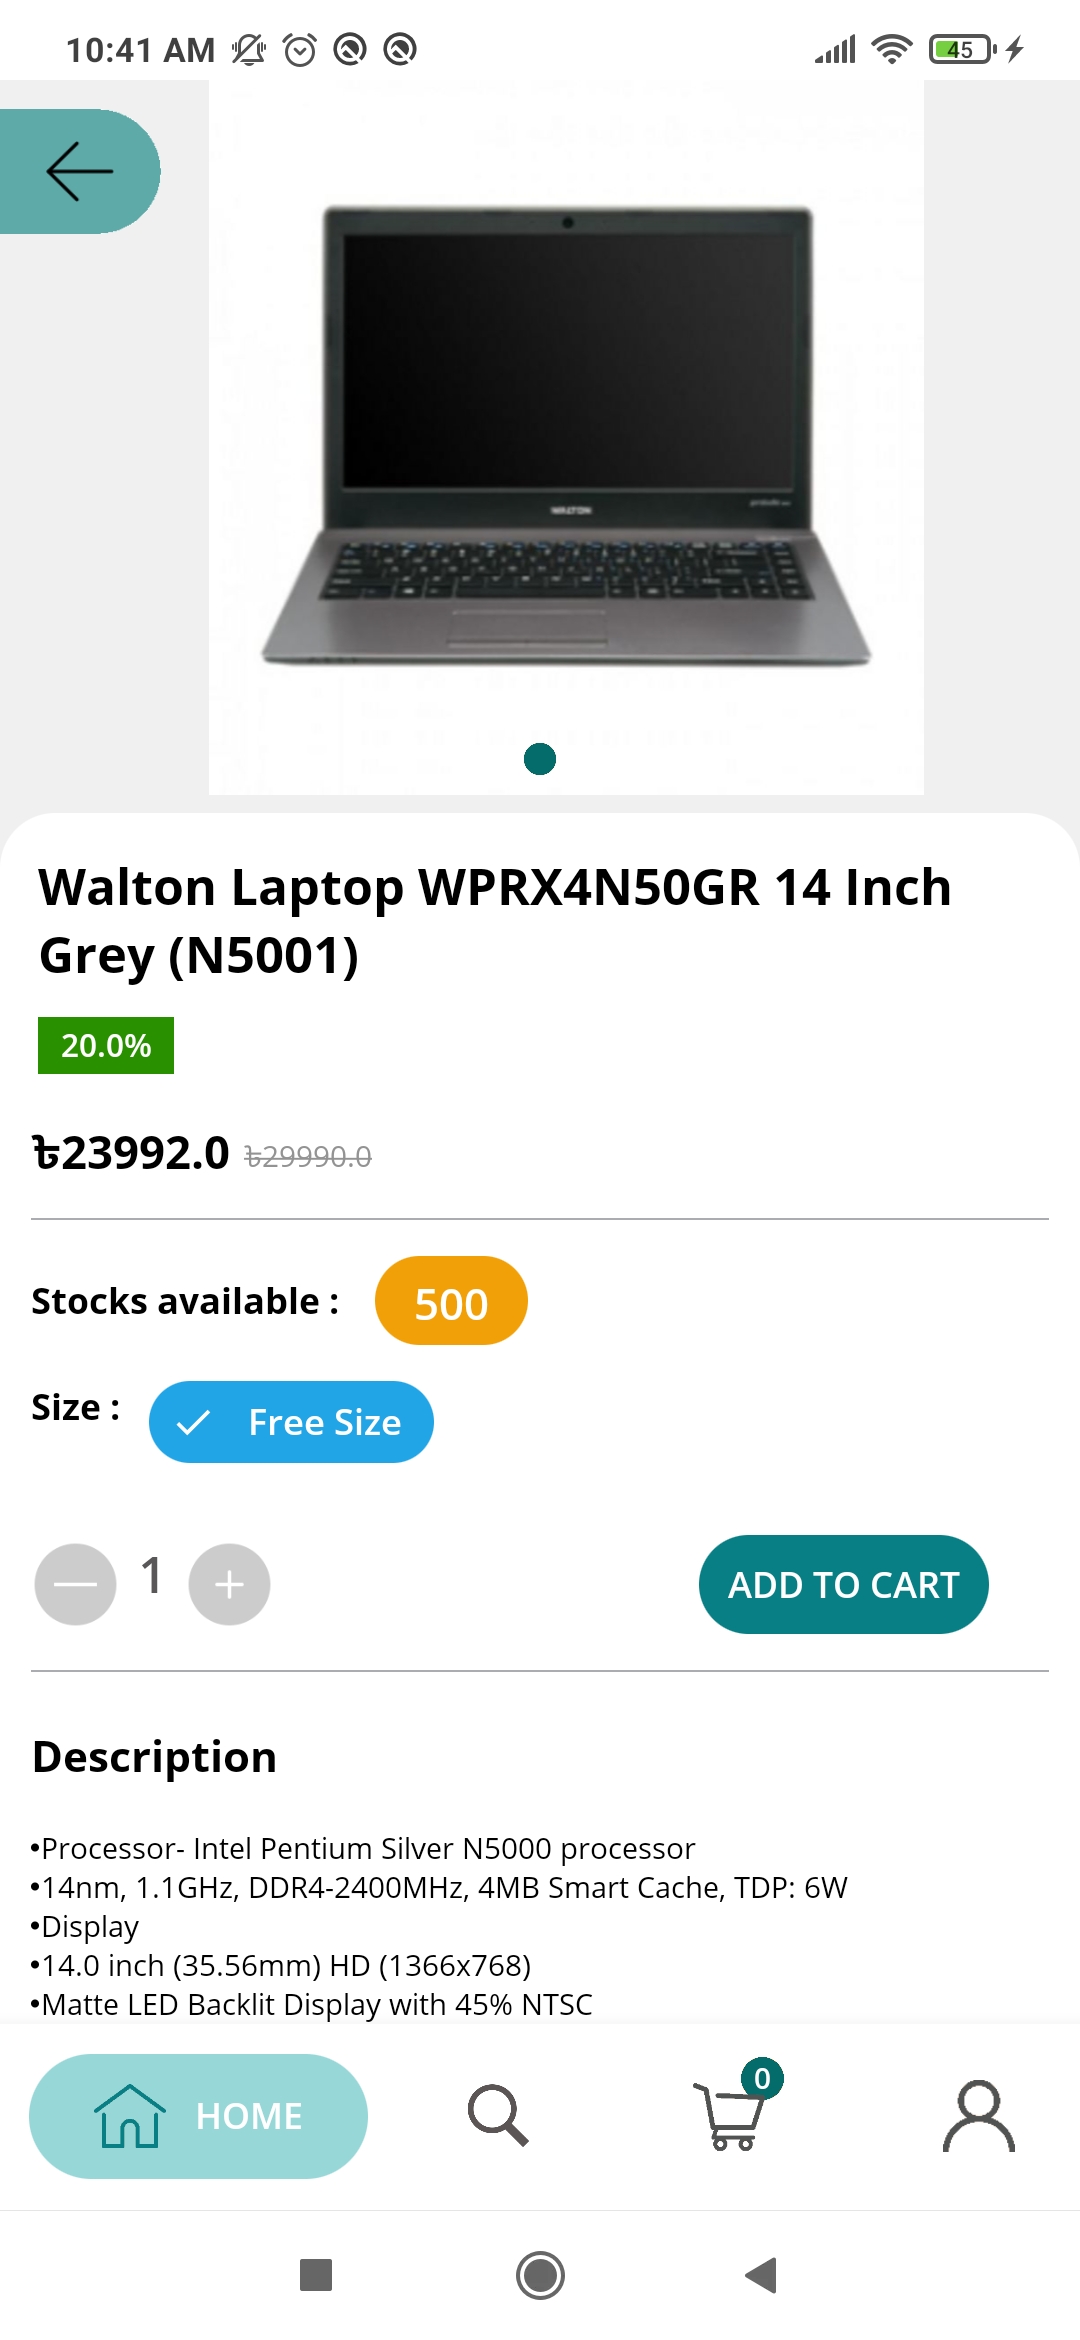 10:41 AM
45
WALTON
Walton Laptop WPRX4N50GR 14 Inch
Grey (N5001)
20.0%
৳23992.0 ৳29990.0
Stocks available : 500
Size : Free Size
1
ADD TO CART
Description
•Processor- Intel Pentium Silver N5000 processor
•14nm, 1.1GHz, DDR4-2400MHz, 4MB Smart Cache, TDP: 6W
•Display
•14.0 inch (35.56mm) HD (1366x768)
•Matte LED Backlit Display with 45% NTSC
HOME
0